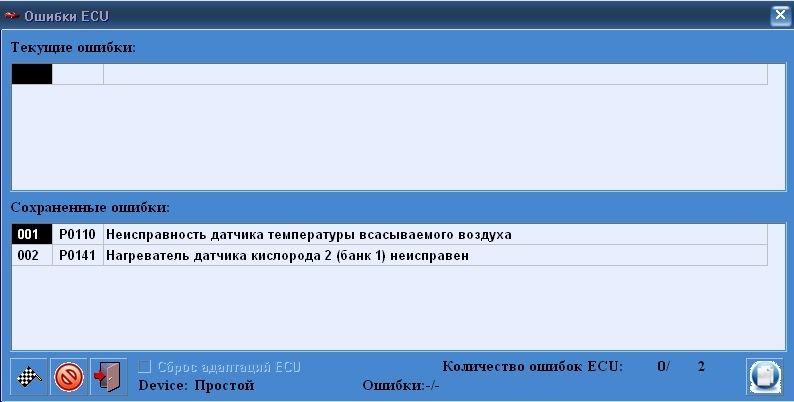 Ошибки ECU
Текущие ошибки:
Сохраненные ошибки:
001 P0110 Неисправность датчика температуры всасываемого воздуха
002 P0141 Нагреватель датчика кислорода 2 (банк 1) неисправен
Сброс адаптаций ECU Количество ошибок ECU: 0/ 2
Device: Простой Ошибки:-/-